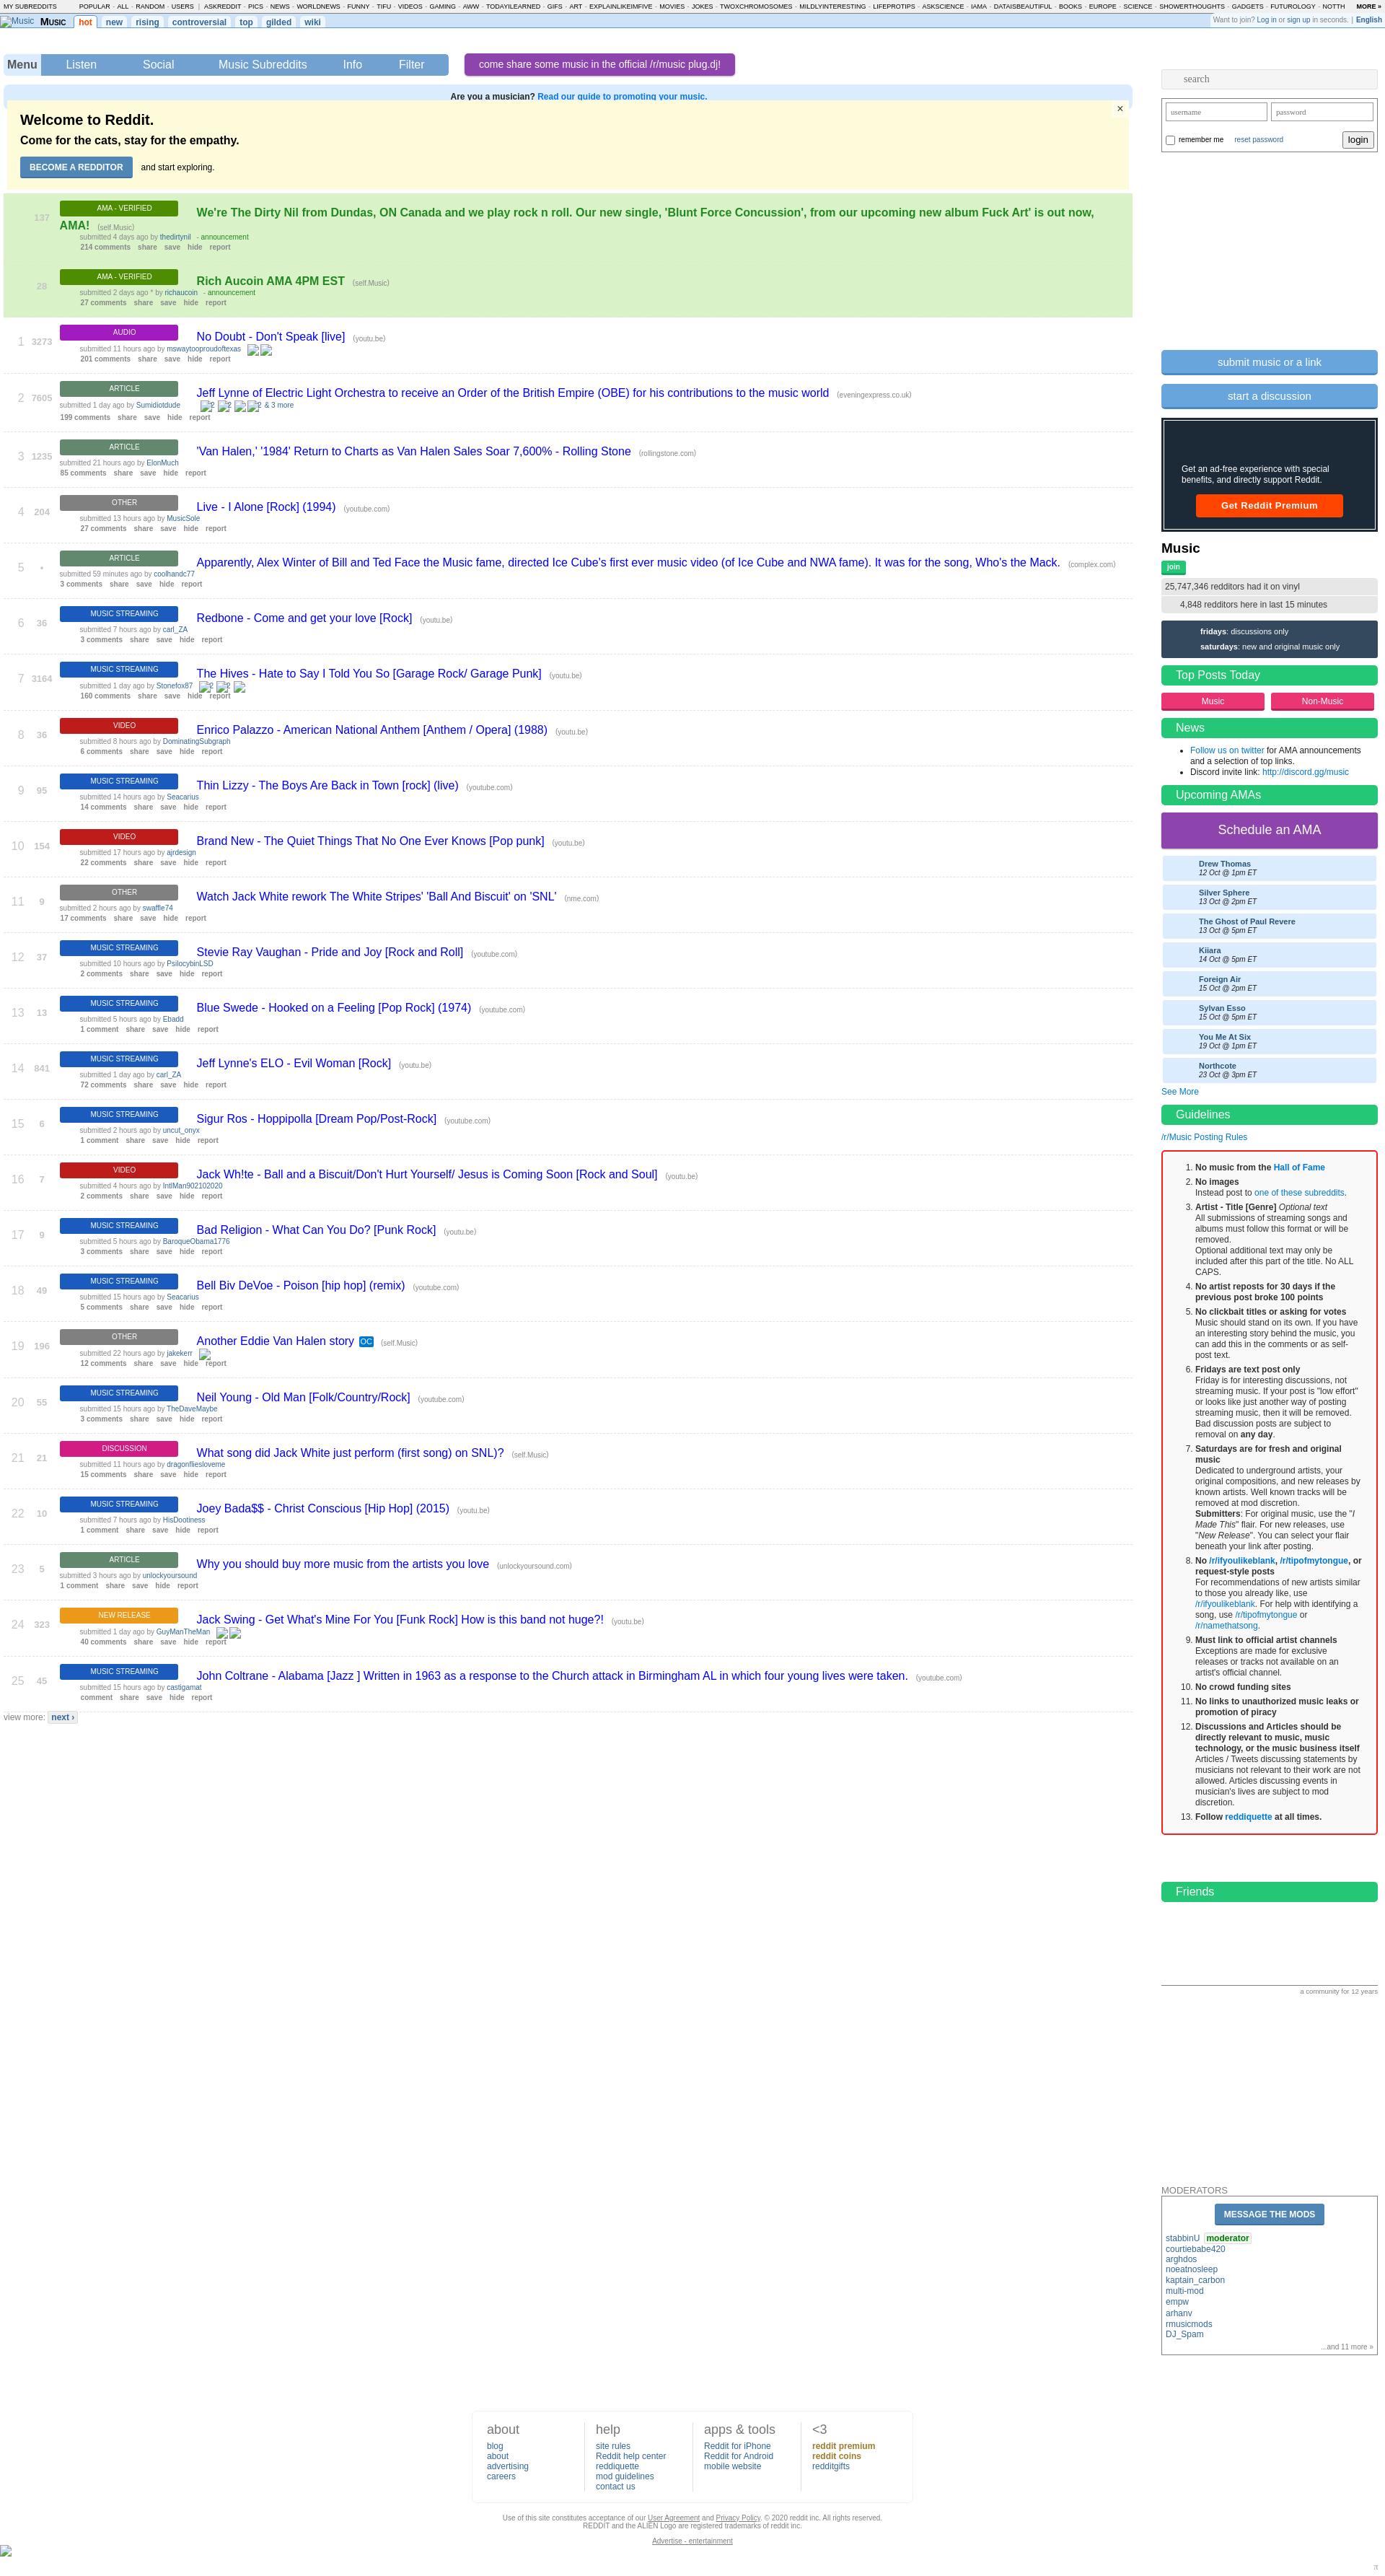 MY SUBREDDITS POPULAR - ALL - RANDOM - USERS | ASKREDDIT - PICS - NEWS - WORLDNEWS - FUNNY - TIFU - VIDEOS - GAMING - AWW - TODAYILEARNED - GIFS - ART - EXPLAINLIKEIMFIVE - MOVIES - JOKES - TWOXCHROMOSOMES - MILDLYINTERESTING - LIFEPROTIPS - ASKSCIENCE - IAMA - DATAISBEAUTIFUL - BOOKS - EUROPE - SCIENCE - SHOWERTHOUGHTS - GADGETS - FUTUROLOGY - NOTTH MORE »
Music MUSIC hot new rising controversial top gilded wiki
Want to join? Log in or sign up in seconds. | English
Menu Listen Social Music Subreddits Info Filter
come share some music in the official /r/music plug.dj!
Are you a musician? Read our guide to promoting your music.
Welcome to Reddit.
Come for the cats, stay for the empathy.
BECOME A REDDITOR and start exploring.
×
137 AMA - VERIFIED We're The Dirty Nil from Dundas, ON Canada and we play rock n roll. Our new single, 'Blunt Force Concussion', from our upcoming new album Fuck Art' is out now,
AMA! (self.Music)
submitted 4 days ago by thedirtynil - announcement
214 comments share save hide report
28 AMA - VERIFIED Rich Aucoin AMA 4PM EST (self.Music)
submitted 2 days ago * by richaucoin - announcement
27 comments share save hide report
1 3273 AUDIO No Doubt - Don't Speak [live] (youtu.be)
submitted 11 hours ago by mswaytooproudoftexas
201 comments share save hide report
2 7605 ARTICLE Jeff Lynne of Electric Light Orchestra to receive an Order of the British Empire (OBE) for his contributions to the music world (eveningexpress.co.uk)
submitted 1 day ago by Sumidiotdude 2 2 2 & 3 more
199 comments share save hide report
3 1235 ARTICLE 'Van Halen,' '1984' Return to Charts as Van Halen Sales Soar 7,600% - Rolling Stone (rollingstone.com)
submitted 21 hours ago by ElonMuch
85 comments share save hide report
4 204 OTHER Live - I Alone [Rock] (1994) (youtube.com)
submitted 13 hours ago by MusicSole
27 comments share save hide report
5 • ARTICLE Apparently, Alex Winter of Bill and Ted Face the Music fame, directed Ice Cube's first ever music video (of Ice Cube and NWA fame). It was for the song, Who's the Mack. (complex.com)
submitted 59 minutes ago by coolhandc77
3 comments share save hide report
6 36 MUSIC STREAMING Redbone - Come and get your love [Rock] (youtu.be)
submitted 7 hours ago by carl_ZA
3 comments share save hide report
7 3164 MUSIC STREAMING The Hives - Hate to Say I Told You So [Garage Rock/ Garage Punk] (youtu.be)
submitted 1 day ago by Stonefox87 2 2
160 comments share save hide report
8 36 VIDEO Enrico Palazzo - American National Anthem [Anthem / Opera] (1988) (youtu.be)
submitted 8 hours ago by DominatingSubgraph
6 comments share save hide report
9 95 MUSIC STREAMING Thin Lizzy - The Boys Are Back in Town [rock] (live) (youtube.com)
submitted 14 hours ago by Seacarius
14 comments share save hide report
10 154 VIDEO Brand New - The Quiet Things That No One Ever Knows [Pop punk] (youtu.be)
submitted 17 hours ago by ajrdesign
22 comments share save hide report
11 9 OTHER Watch Jack White rework The White Stripes' 'Ball And Biscuit' on 'SNL' (nme.com)
submitted 2 hours ago by swaffle74
17 comments share save hide report
12 37 MUSIC STREAMING Stevie Ray Vaughan - Pride and Joy [Rock and Roll] (youtube.com)
submitted 10 hours ago by PsilocybinLSD
2 comments share save hide report
13 13 MUSIC STREAMING Blue Swede - Hooked on a Feeling [Pop Rock] (1974) (youtube.com)
submitted 5 hours ago by Ebadd
1 comment share save hide report
14 841 MUSIC STREAMING Jeff Lynne's ELO - Evil Woman [Rock] (youtu.be)
submitted 1 day ago by carl_ZA
72 comments share save hide report
15 6 MUSIC STREAMING Sigur Ros - Hoppipolla [Dream Pop/Post-Rock] (youtube.com)
submitted 2 hours ago by uncut_onyx
1 comment share save hide report
16 7 VIDEO Jack Wh!te - Ball and a Biscuit/Don't Hurt Yourself/ Jesus is Coming Soon [Rock and Soul] (youtu.be)
submitted 4 hours ago by IntlMan902102020
2 comments share save hide report
17 9 MUSIC STREAMING Bad Religion - What Can You Do? [Punk Rock] (youtu.be)
submitted 5 hours ago by BaroqueObama1776
3 comments share save hide report
18 49 MUSIC STREAMING Bell Biv DeVoe - Poison [hip hop] (remix) (youtube.com)
submitted 15 hours ago by Seacarius
5 comments share save hide report
19 196 OTHER Another Eddie Van Halen story OC (self.Music)
submitted 22 hours ago by jakekerr
12 comments share save hide report
20 55 MUSIC STREAMING Neil Young - Old Man [Folk/Country/Rock] (youtube.com)
submitted 15 hours ago by TheDaveMaybe
3 comments share save hide report
21 21 DISCUSSION What song did Jack White just perform (first song) on SNL)? (self.Music)
submitted 11 hours ago by dragonfliesloveme
15 comments share save hide report
22 10 MUSIC STREAMING Joey Bada$$ - Christ Conscious [Hip Hop] (2015) (youtu.be)
submitted 7 hours ago by HisDootiness
1 comment share save hide report
23 5 ARTICLE Why you should buy more music from the artists you love (unlockyoursound.com)
submitted 3 hours ago by unlockyoursound
1 comment share save hide report
24 323 NEW RELEASE Jack Swing - Get What's Mine For You [Funk Rock] How is this band not huge?! (youtu.be)
submitted 1 day ago by GuyManTheMan
40 comments share save hide report
25 45 MUSIC STREAMING John Coltrane - Alabama [Jazz ] Written in 1963 as a response to the Church attack in Birmingham AL in which four young lives were taken. (youtube.com)
submitted 15 hours ago by castigamat
comment share save hide report
view more: next ›
search
username password
remember me reset password login
submit music or a link
start a discussion
Get an ad-free experience with special
benefits, and directly support Reddit.
Get Reddit Premium
Music
join
25,747,346 redditors had it on vinyl
4,848 redditors here in last 15 minutes
fridays: discussions only
saturdays: new and original music only
Top Posts Today
Music Non-Music
News
• Follow us on twitter for AMA announcements
and a selection of top links.
• Discord invite link: http://discord.gg/music
Upcoming AMAs
Schedule an AMA
Drew Thomas
12 Oct @ 1pm ET
Silver Sphere
13 Oct @ 2pm ET
The Ghost of Paul Revere
13 Oct @ 5pm ET
Kiiara
14 Oct @ 5pm ET
Foreign Air
15 Oct @ 2pm ET
Sylvan Esso
15 Oct @ 5pm ET
You Me At Six
19 Oct @ 1pm ET
Northcote
23 Oct @ 3pm ET
See More
Guidelines
/r/Music Posting Rules
1. No music from the Hall of Fame
2. No images
Instead post to one of these subreddits.
3. Artist - Title [Genre] Optional text
All submissions of streaming songs and
albums must follow this format or will be
removed.
Optional additional text may only be
included after this part of the title. No ALL
CAPS.
4. No artist reposts for 30 days if the
previous post broke 100 points
5. No clickbait titles or asking for votes
Music should stand on its own. If you have
an interesting story behind the music, you
can add this in the comments or as self-
post text.
6. Fridays are text post only
Friday is for interesting discussions, not
streaming music. If your post is "low effort"
or looks like just another way of posting
streaming music, then it will be removed.
Bad discussion posts are subject to
removal on any day.
7. Saturdays are for fresh and original
music
Dedicated to underground artists, your
original compositions, and new releases by
existing artists. Well known tracks will be
removed at mod discretion.
Submitters: For original music, use the "I
Made This" flair. For new releases, use
"New Release". You can select your flair
beneath your link after posting.
8. No /r/ifyoulikeblank, /r/tipofmytongue, or
request-style posts
For recommendations of new artists similar
to those you already like, use
/r/ifyoulikeblank. For help with identifying a
song, use /r/tipofmytongue or
/r/namethatsong.
9. Must link to official artist channels
Exceptions are made for exclusive
releases or tracks not available on an
artist's official channel.
10. No crowd funding sites
11. No links to unauthorized music leaks or
promotion of piracy
12. Discussions and Articles should be
directly relevant to music, music
technology, or the music business itself
Articles / Tweets discussing statements by
musicians not relevant to their work are not
allowed. Articles discussing events in
musician's lives are subject to mod
discretion.
13. Follow reddiquette at all times.
Friends
a community for 12 years
MODERATORS
MESSAGE THE MODS
stabbinU moderator
courtiebabe420
arghdos
noeatnosleep
kaptain_carbon
multi-mod
empw
arhanv
rmusicmods
DJ_Spam
...and 11 more »
about
blog
about
advertising
careers
help
site rules
Reddit help center
reddiquette
mod guidelines
contact us
apps & tools
Reddit for iPhone
Reddit for Android
mobile website
<3
reddit premium
reddit coins
redditgifts
Use of this site constitutes acceptance of our User Agreement and Privacy Policy. © 2020 reddit inc. All rights reserved.
REDDIT and the ALIEN Logo are registered trademarks of reddit inc.
Advertise - entertainment
π